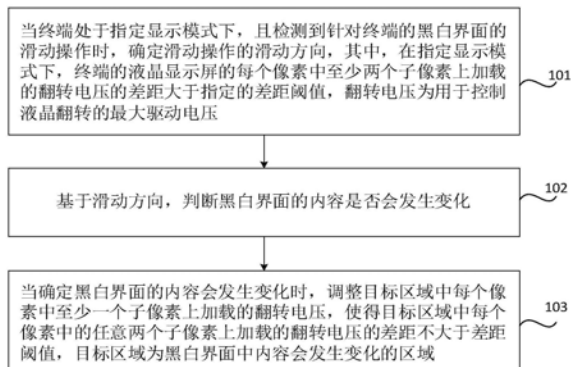 当终端处于指定显示模式下，且检测到针对终端的黑白界面的
滑动操作时，确定滑动操作的滑动方向，其中，在指定显示模
式下，终端的液晶显示屏的每个像素中至少两个子像素上加载
的翻转电压的差距大于指定的差距阈值，翻转电压为用于控制
液晶翻转的最大驱动电压
101
基于滑动方向，判断黑白界面的内容是否会发生变化
102
当确定黑白界面的内容会发生变化时，调整目标区域中每个像
素中至少一个子像素上加载的翻转电压，使得目标区域中每个
像素中的任意两个子像素上加载的翻转电压的差距不大于差距
阈值，目标区域为黑白界面中内容会发生变化的区域
103